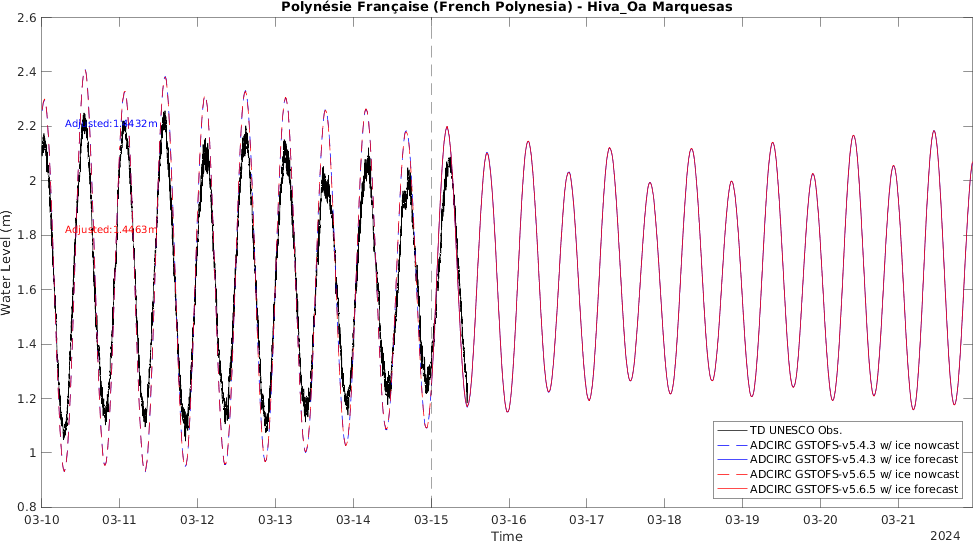 Polynésie Française (French Polynesia) - Hiva_Oa Marquesas
2.6
2.4
2.2
2
1.8
1.6
1.4
1.2
1
0.8
Water Level (m)
Adjusted:1.4432m
Adjusted:1.4463m
TD UNESCO Obs.
ADCIRC GSTOFS-v5.4.3 w/ ice nowcast
ADCIRC GSTOFS-v5.4.3 w/ ice forecast
ADCIRC GSTOFS-v5.6.5 w/ ice nowcast
ADCIRC GSTOFS-v5.6.5 w/ ice forecast
03-10 03-11 03-12 03-13 03-14 03-15 03-16 03-17 03-18 03-19 03-20 03-21
Time
2024